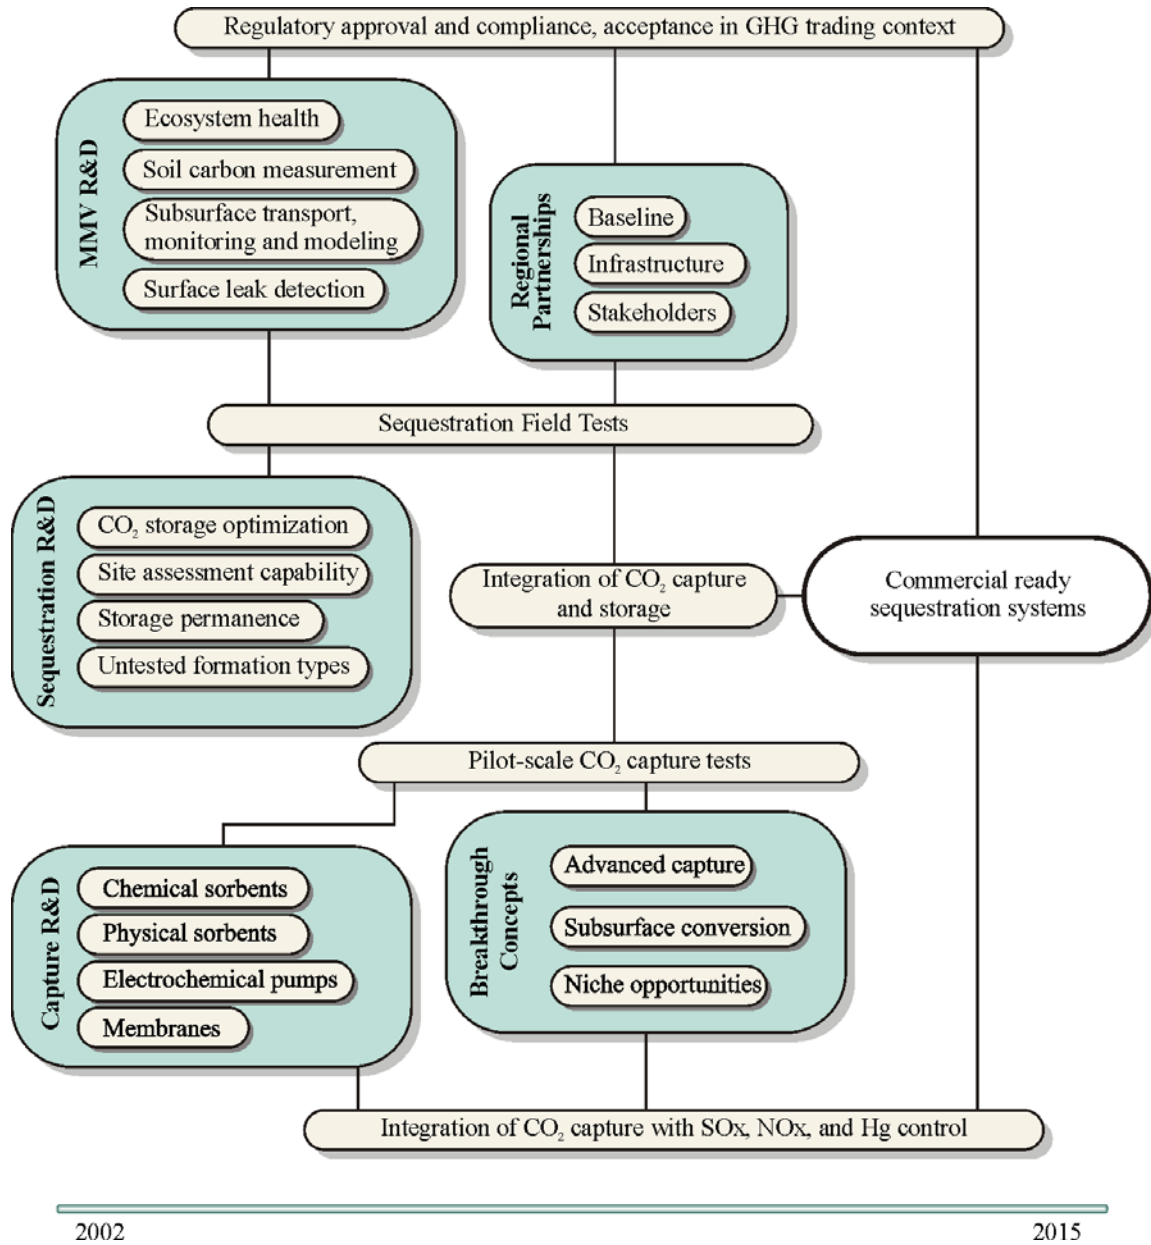 Regulatory approval and compliance, acceptance in GHG trading context
MMV R&D
Ecosystem health
Soil carbon measurement
Subsurface transport,
monitoring and modeling
Surface leak detection
Regional
Partnerships
Baseline
Infrastructure
Stakeholders
Sequestration Field Tests
Sequestration R&D
CO₂ storage optimization
Site assessment capability
Storage permanence
Untested formation types
Integration of CO₂ capture
and storage
Commercial ready
sequestration systems
Pilot-scale CO₂ capture tests
Capture R&D
Chemical sorbents
Physical sorbents
Electrochemical pumps
Membranes
Breakthrough
Concepts
Advanced capture
Subsurface conversion
Niche opportunities
Integration of CO₂ capture with SOx, NOx, and Hg control
2002
2015